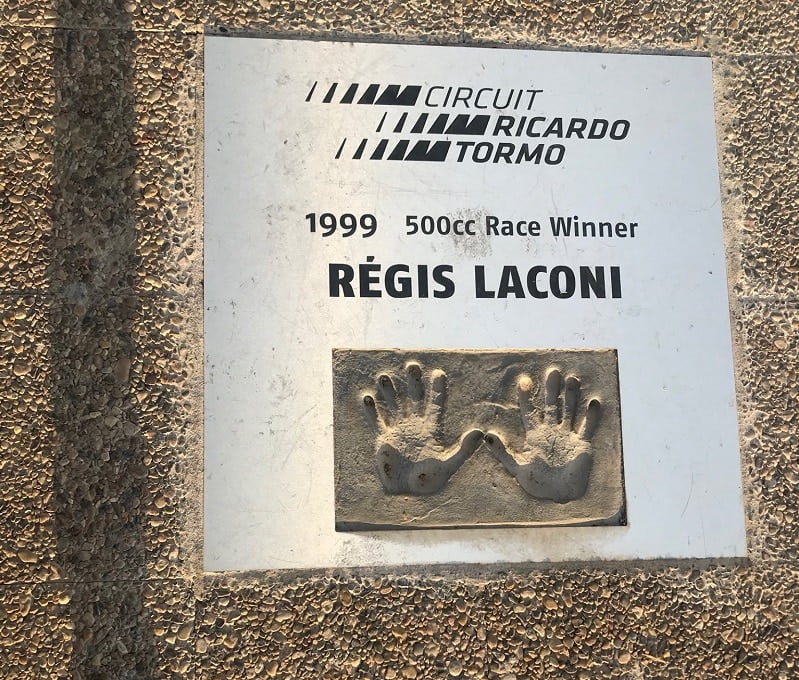 CIRCUIT
RICARDO
TORMO
1999 500cc Race Winner
RÉGIS LACONI